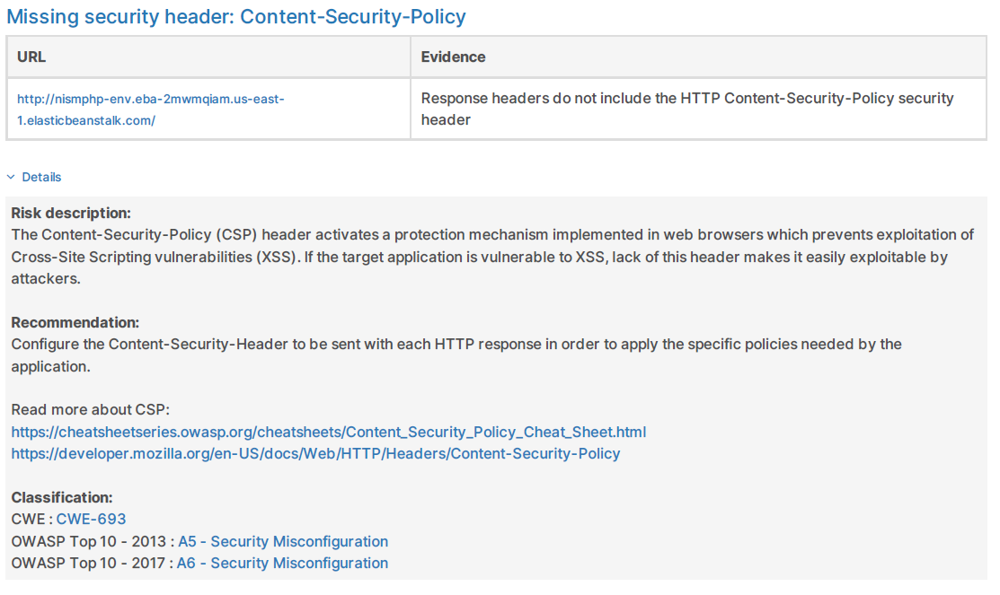 Missing security header: Content-Security-Policy
URL
Evidence
http://nismphp-env.eba-2mwmqiam.us-east-
1.elasticbeanstalk.com/
Response headers do not include the HTTP Content-Security-Policy security
header
Details
Risk description:
The Content-Security-Policy (CSP) header activates a protection mechanism implemented in web browsers which prevents exploitation of
Cross-Site Scripting vulnerabilities (XSS). If the target application is vulnerable to XSS, lack of this header makes it easily exploitable by
attackers.
Recommendation:
Configure the Content-Security-Header to be sent with each HTTP response in order to apply the specific policies needed by the
application.
Read more about CSP:
https://cheatsheetseries.owasp.org/cheatsheets/Content_Security_Policy_Cheat_Sheet.html
https://developer.mozilla.org/en-US/docs/Web/HTTP/Headers/Content-Security-Policy
Classification:
CWE : CWE-693
OWASP Top 10 - 2013 : A5 - Security Misconfiguration
OWASP Top 10 - 2017 : A6 - Security Misconfiguration